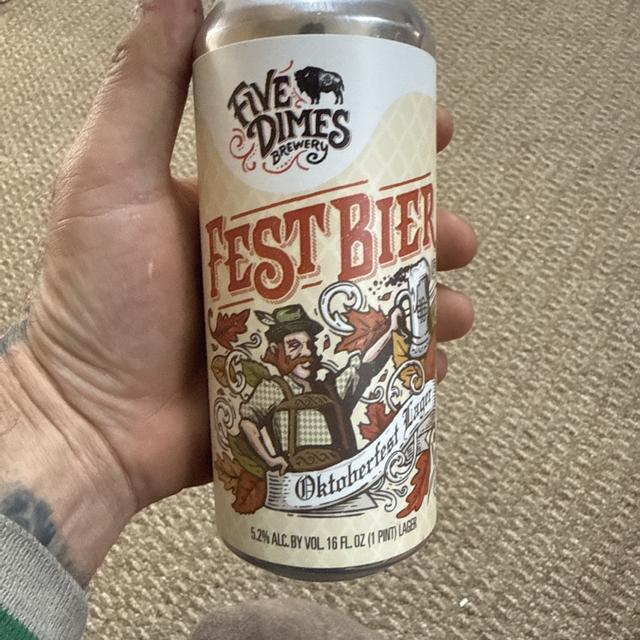 FIVE
DIMES
BREWERY
FEST BIER
Oktoberfest Lager
5.2% ALC. BY VOL. 16 FL. OZ (1 PINT) LAGER